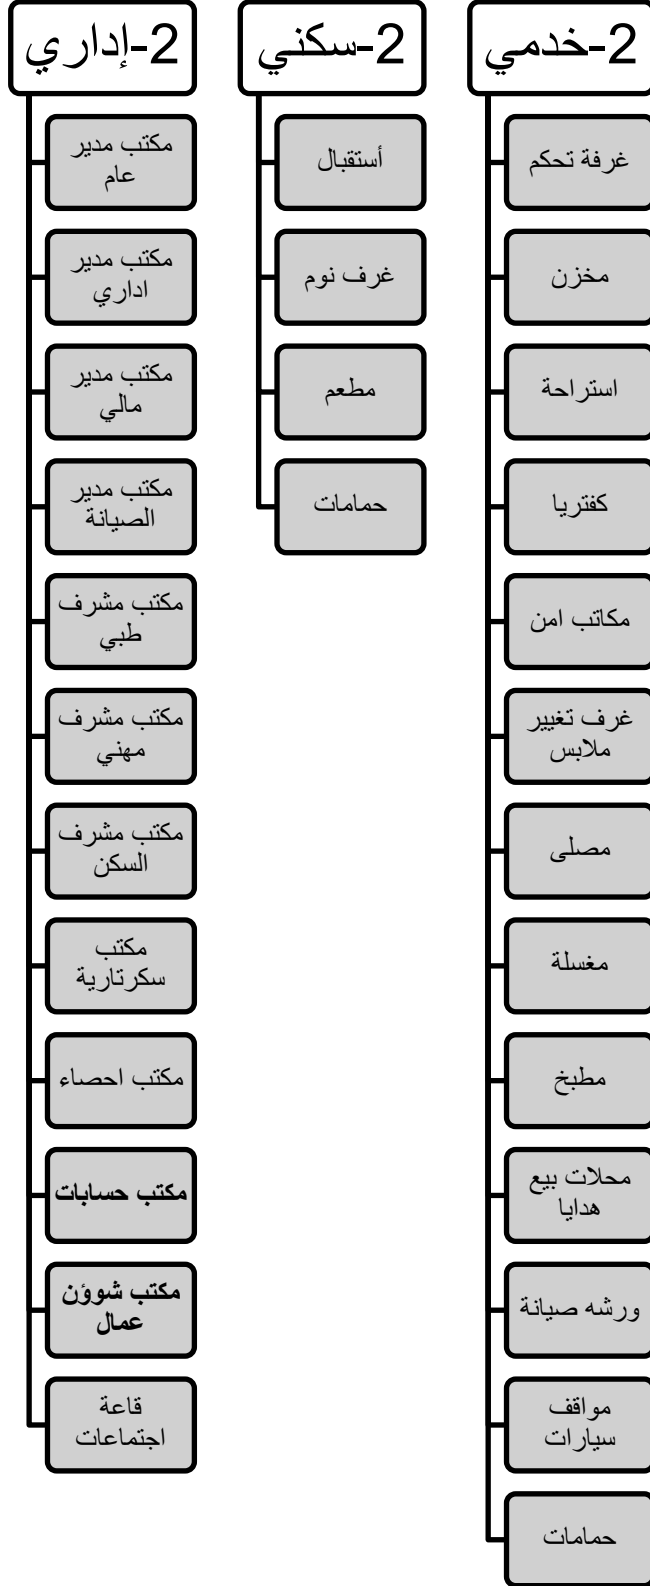 2-خدمي
غرفة تحكم
مخزن
استراحة
كفتريا
مكاتب امن
غرف تغيير
ملابس
مصلى
مغسلة
مطبخ
محلات بيع
هدايا
ورشه صيانة
مواقف
سيارات
حمامات
2-سكني
أستقبال
غرف نوم
مطعم
حمامات
2-إداري
مكتب مدير
عام
مكتب مدير
اداري
مكتب مدير
مالي
مكتب مدير
الصيانة
مكتب مشرف
طبي
مكتب مشرف
مهني
مكتب مشرف
السكن
مكتب
سكرتارية
مكتب احصاء
مكتب حسابات
مكتب شوؤن
عمال
قاعة
اجتماعات